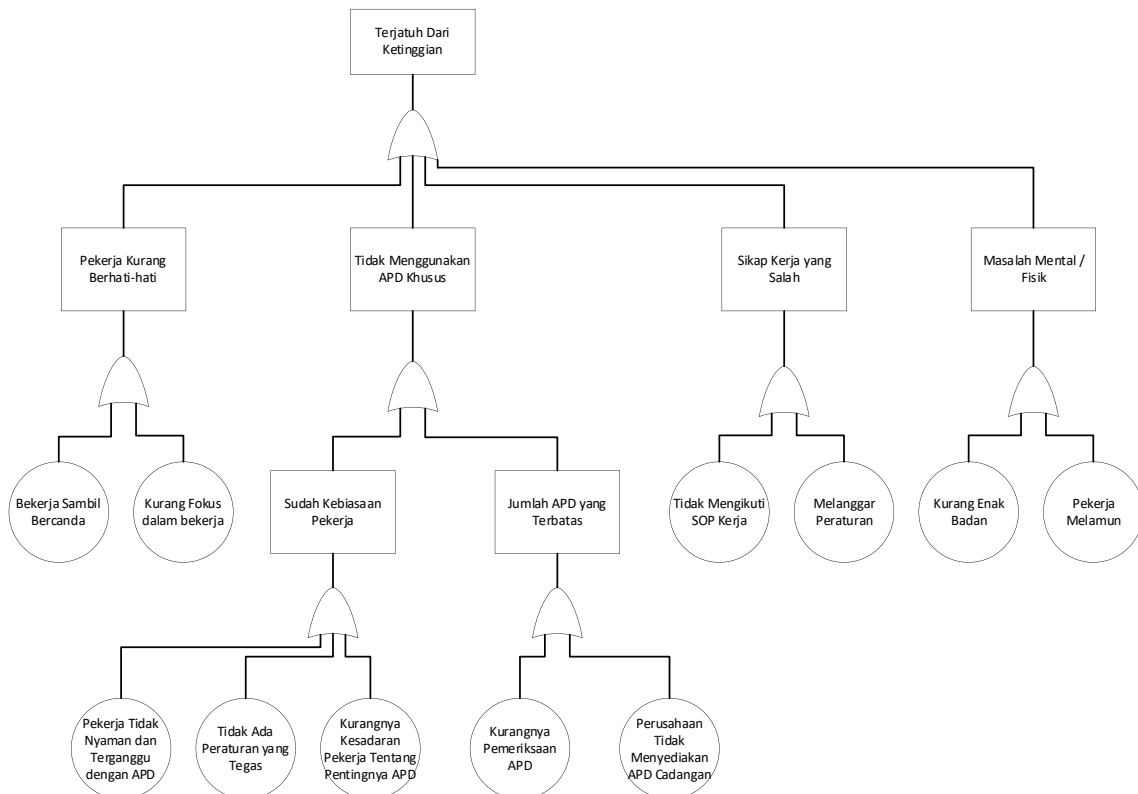 Terjatuh Dari
Ketinggian
Pekerja Kurang
Berhati-hati
Tidak Menggunakan
APD Khusus
Sikap Kerja yang
Salah
Masalah Mental /
Fisik
Bekerja Sambil
Bercanda
Kurang Fokus
dalam bekerja
Sudah Kebiasaan
Pekerja
Jumlah APD yang
Terbatas
Tidak Mengikuti
SOP Kerja
Melanggar
Peraturan
Kurang Enak
Badan
Pekerja
Melamun
Pekerja Tidak
Nyaman dan
Terganggu
dengan APD
Tidak Ada
Peraturan yang
Tegas
Kurangnya
Kesadaran
Pekerja Tentang
Pentingnya APD
Kurangnya
Pemeriksaan
APD
Perusahaan
Tidak
Menyediakan
APD Cadangan